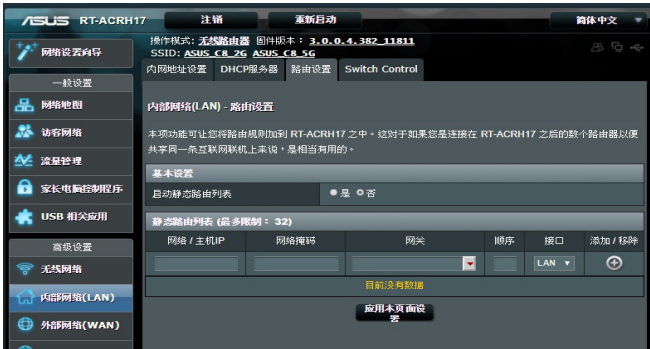 ASUS RT-ACRH17 注销 重新启动 简体中文
操作模式: 无线路由器 固件版本: 3.0.0.4.382_11811
SSID: ASUS_C8_2G ASUS_C8_5G
网络设置向导
内网地址设置 DHCP服务器 路由设置 Switch Control
一般设置
网络地图
访客网络
流量管理
家长电脑控制程序
USB 相关应用
高级设置
无线网络
内部网络(LAN)
外部网络(WAN)
内部网络(LAN) - 路由设置
本项功能可让您将路由规则加到 RT-ACRH17 之中。这对于如果您是连接在 RT-ACRH17 之后的数个路由器以便
共享同一条互联网联机上来说，是相当有用的。
基本设置
启动静态路由列表 是 否
静态路由列表 (最多限制: 32)
网络 / 主机IP 网络掩码 网关 顺序 接口 添加 / 移除
LAN
目前没有数据
应用本页面设
置